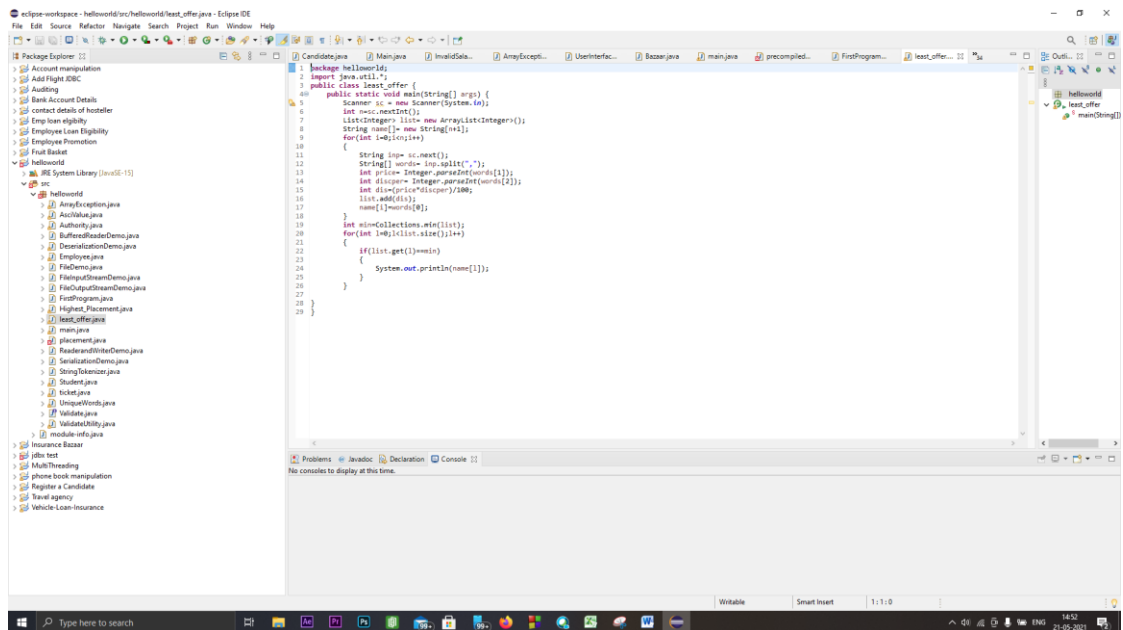 eclipse-workspace - helloworld/src/helloworld/least_offer.java - Eclipse IDE
File Edit Source Refactor Navigate Search Project Run Window Help
Package Explorer
Account manipulation
Add Flight JDBC
Auditing
Bank Account Details
contact details of hosteller
Emp loan eligibilty
Employee Loan Eligibility
Employee Promotion
Fruit Basket
helloworld
JRE System Library [JavaSE-15]
src
helloworld
ArrayException.java
AsciValue.java
Authority.java
BufferedReaderDemo.java
DeserializationDemo.java
Employee.java
FileDemo.java
FileInputStreamDemo.java
FileOutputStreamDemo.java
FirstProgram.java
Highest_Placement.java
least_offer.java
main.java
placement.java
ReaderandWriterDemo.java
SerializationDemo.java
StringTokenizer.java
Student.java
ticket.java
UniqueWords.java
Validate.java
ValidateUtility.java
module-info.java
Insurance Bazaar
jdbx test
MultiThreading
phone book manipulation
Register a Candidate
Travel agency
Vehicle-Loan-Insurance
Candidate.java Main.java InvalidSala... ArrayExcepti... UserInterfac... Bazaar.java main.java precompiled... FirstProgram... least_offer... 34
1 package helloworld;
2 import java.util.*;
3 public class least_offer {
4 public static void main(String[] args) {
5 Scanner sc = new Scanner(System.in);
6 int n=sc.nextInt();
7 List<Integer> list= new ArrayList<Integer>();
8 String name[]= new String[n+1];
9 for(int i=0;i<n;i++)
10 {
11 String inp= sc.next();
12 String[] words= inp.split(",");
13 int price= Integer.parseInt(words[1]);
14 int discper= Integer.parseInt(words[2]);
15 int dis=(price*discper)/100;
16 list.add(dis);
17 name[i]=words[0];
18 }
19 int min=Collections.min(list);
20 for(int l=0;l<list.size();l++)
21 {
22 if(list.get(l)==min)
23 {
24 System.out.println(name[l]);
25 }
26 }
27
28 }
29 }
Outli...
helloworld
least_offer
main(String[])
Problems Javadoc Declaration Console
No consoles to display at this time.
Writable Smart Insert 1:1:0
Type here to search
Ae Pr Ps 99+ 99+ W
ENG 14:52
21-05-2021